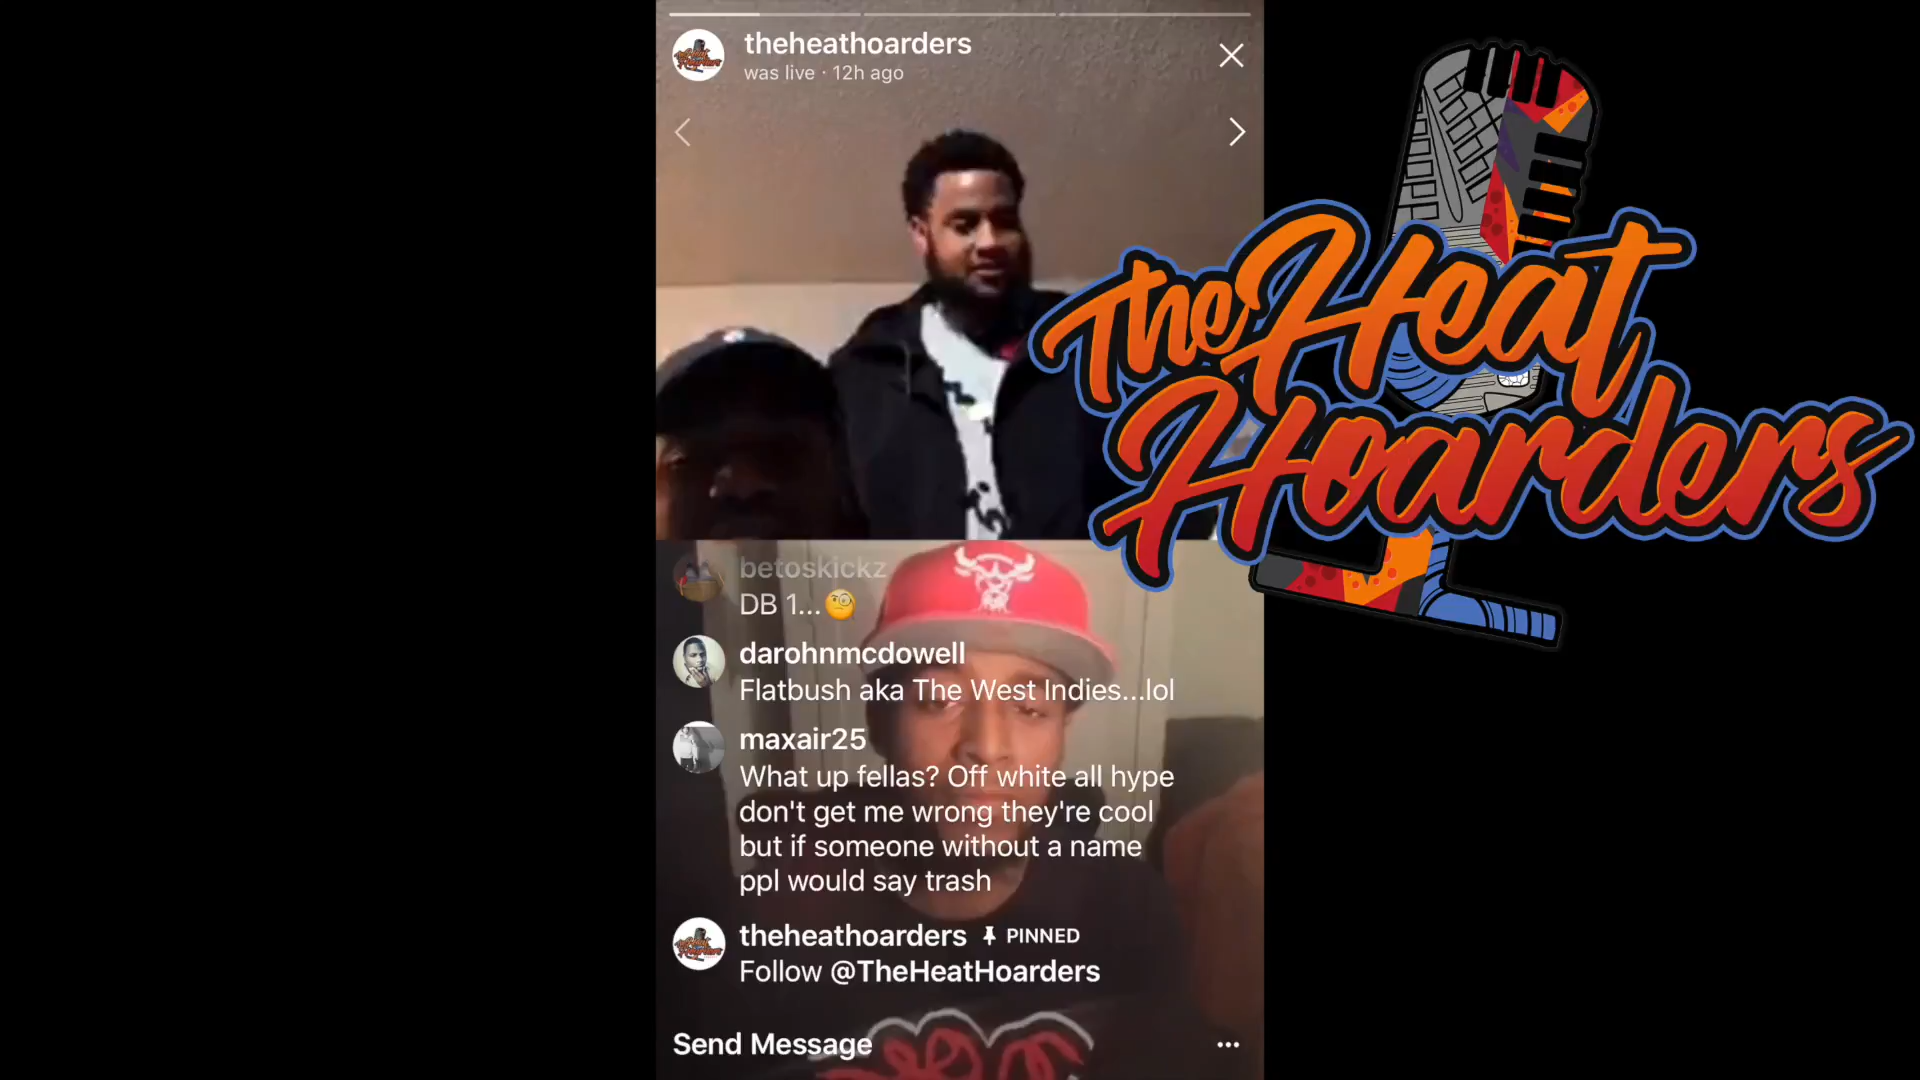 theheathoarders
was live · 12h ago
The Heat
Hoarders
betoskickz
DB 1...🧐
darohnmcdowell
Flatbush aka The West Indies...lol
maxair25
What up fellas? Off white all hype
don't get me wrong they're cool
but if someone without a name
ppl would say trash
theheathoarders PINNED
Follow @TheHeatHoarders
Send Message